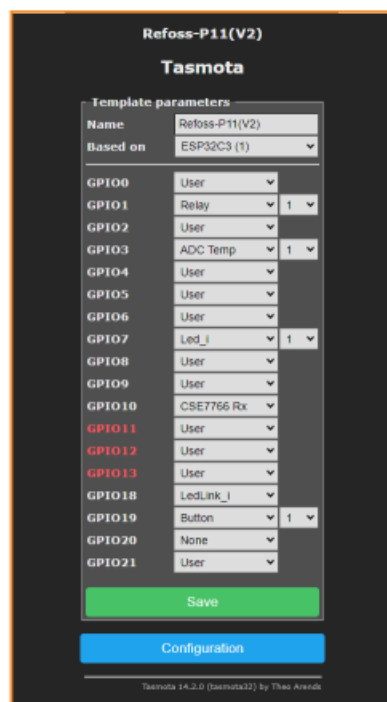 Refoss-P11(V2)
Tasmota
Template parameters
Name Refoss-P11(V2)
Based on ESP32C3 (1)
GPIO0 User
GPIO1 Relay 1
GPIO2 User
GPIO3 ADC Temp 1
GPIO4 User
GPIO5 User
GPIO6 User
GPIO7 Led_i 1
GPIO8 User
GPIO9 User
GPIO10 CSE7766 Rx
GPIO11 User
GPIO12 User
GPIO13 User
GPIO18 LedLink_i
GPIO19 Button 1
GPIO20 None
GPIO21 User
Save
Configuration
Tasmota 14.2.0 (tasmota32) by Theo Arends